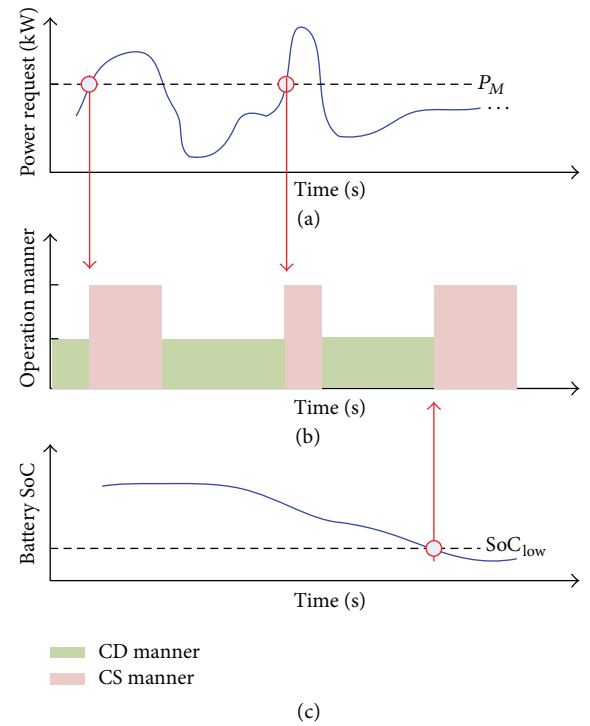 Power request (kW)
P_M
...
Time (s)
(a)
Operation manner
Time (s)
(b)
Battery SoC
SoC_low
Time (s)
CD manner
CS manner
(c)